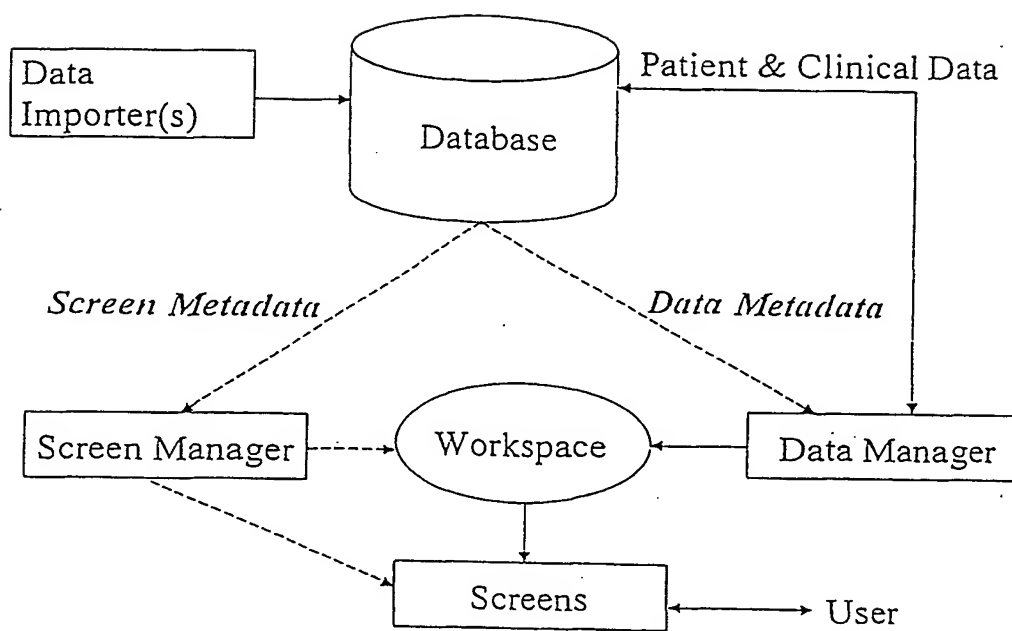 Data
Importer(s)
Database
Patient & Clinical Data
Screen Metadata
Data Metadata
Screen Manager
Workspace
Data Manager
Screens
User